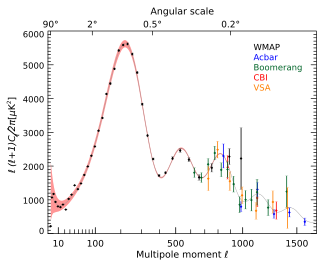 Angular scale
90° 2° 0.5° 0.2°
6000
5000
4000
3000
2000
1000
0
ℓ (ℓ+1)Cℓ/2π[μK²]
WMAP
Acbar
Boomerang
CBI
VSA
10 100 500 1000 1500
Multipole moment ℓ